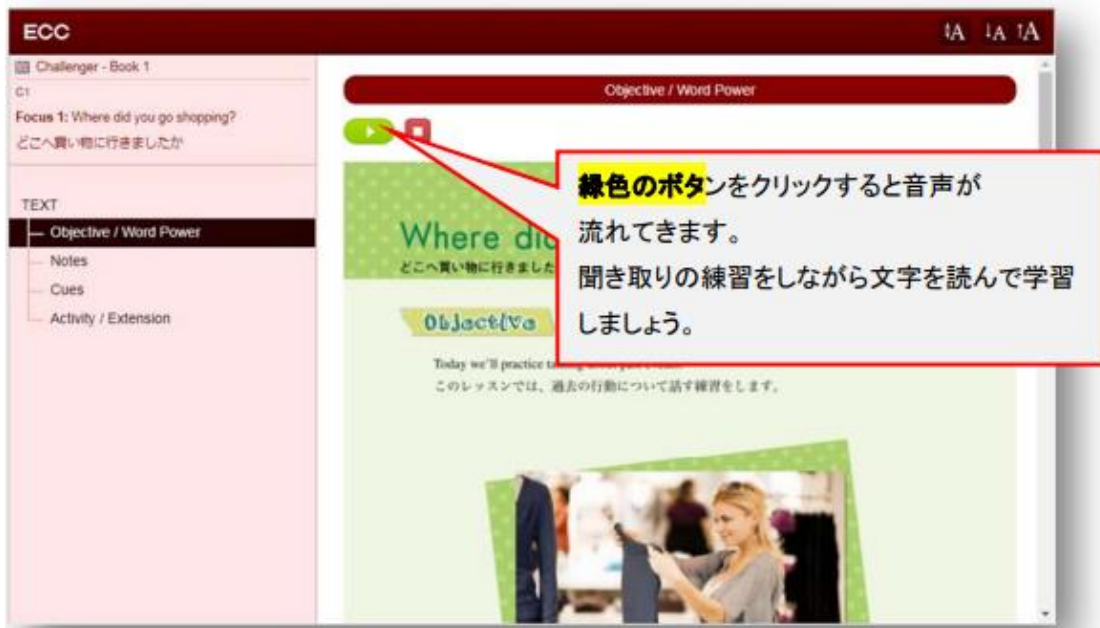 ECC
↕A ↓A ↑A
Challenger - Book 1
C1
Focus 1: Where did you go shopping?
どこへ買い物に行きましたか
TEXT
Objective / Word Power
Notes
Cues
Activity / Extension
Objective / Word Power
Where did
どこへ買い物に行きました
Objective
Today we'll practice
このレッスンでは、過去の行動について話す練習をします。
緑色のボタンをクリックすると音声が
流れてきます。
聞き取りの練習をしながら文字を読んで学習
しましょう。